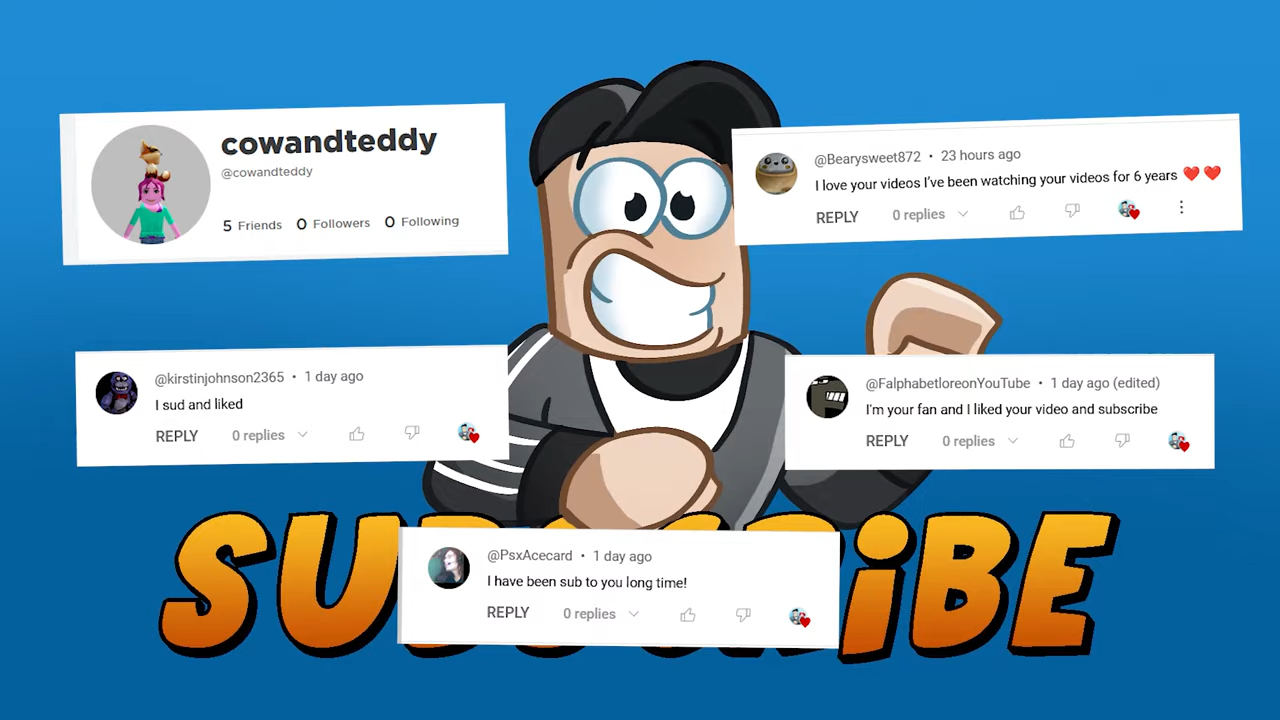 cowandteddy
@cowandteddy
5 Friends 0 Followers 0 Following
@Bearysweet872 • 23 hours ago
I love your videos I've been watching your videos for 6 years ❤️❤️
REPLY 0 replies
@kirstinjohnson2365 • 1 day ago
I sud and liked
REPLY 0 replies
@FalphabetloreonYouTube • 1 day ago (edited)
I'm your fan and I liked your video and subscribe
REPLY 0 replies
SUBSCRiBE
@PsxAcecard • 1 day ago
I have been sub to you long time!
REPLY 0 replies